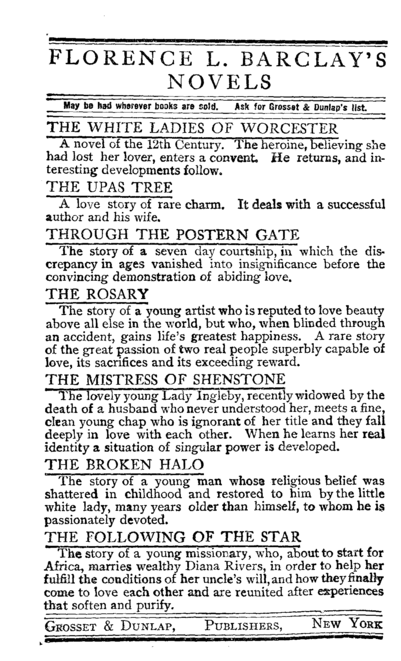 FLORENCE L. BARCLAY'S
NOVELS
May be had wherever books are sold. Ask for Grosset & Dunlap's list.
THE WHITE LADIES OF WORCESTER
A novel of the 12th Century. The heroine, believing she
had lost her lover, enters a convent. He returns, and in-
teresting developments follow.
THE UPAS TREE
A love story of rare charm. It deals with a successful
author and his wife.
THROUGH THE POSTERN GATE
The story of a seven day courtship, in which the dis-
crepancy in ages vanished into insignificance before the
convincing demonstration of abiding love.
THE ROSARY
The story of a young artist who is reputed to love beauty
above all else in the world, but who, when blinded through
an accident, gains life's greatest happiness. A rare story
of the great passion of two real people superbly capable of
love, its sacrifices and its exceeding reward.
THE MISTRESS OF SHENSTONE
The lovely young Lady Ingleby, recently widowed by the
death of a husband who never understood her, meets a fine,
clean young chap who is ignorant of her title and they fall
deeply in love with each other. When he learns her real
identity a situation of singular power is developed.
THE BROKEN HALO
The story of a young man whose religious belief was
shattered in childhood and restored to him by the little
white lady, many years older than himself, to whom he is
passionately devoted.
THE FOLLOWING OF THE STAR
The story of a young missionary, who, about to start for
Africa, marries wealthy Diana Rivers, in order to help her
fulfill the conditions of her uncle's will, and how they finally
come to love each other and are reunited after experiences
that soften and purify.
GROSSET & DUNLAP, PUBLISHERS, NEW YORK